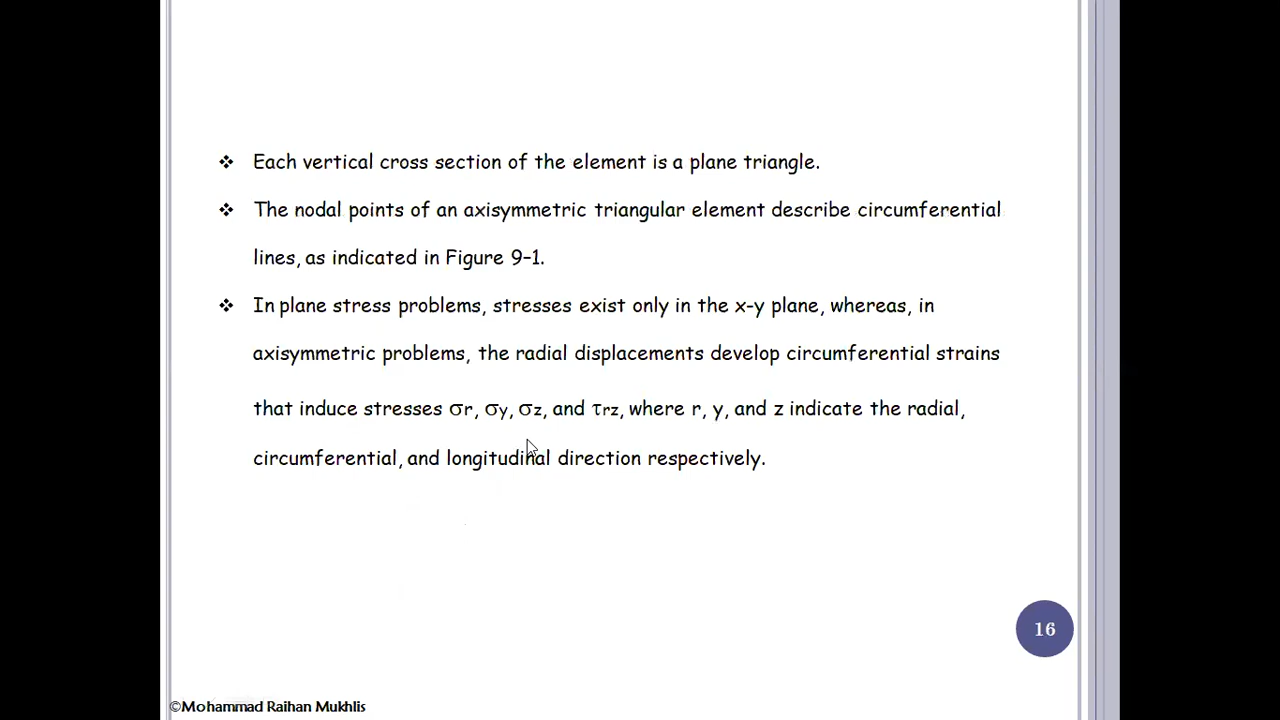 ❖ Each vertical cross section of the element is a plane triangle.
❖ The nodal points of an axisymmetric triangular element describe circumferential
lines, as indicated in Figure 9–1.
❖ In plane stress problems, stresses exist only in the x-y plane, whereas, in
axisymmetric problems, the radial displacements develop circumferential strains
that induce stresses σr, σy, σz, and τrz, where r, y, and z indicate the radial,
circumferential, and longitudinal direction respectively.
16
©Mohammad Raihan Mukhlis